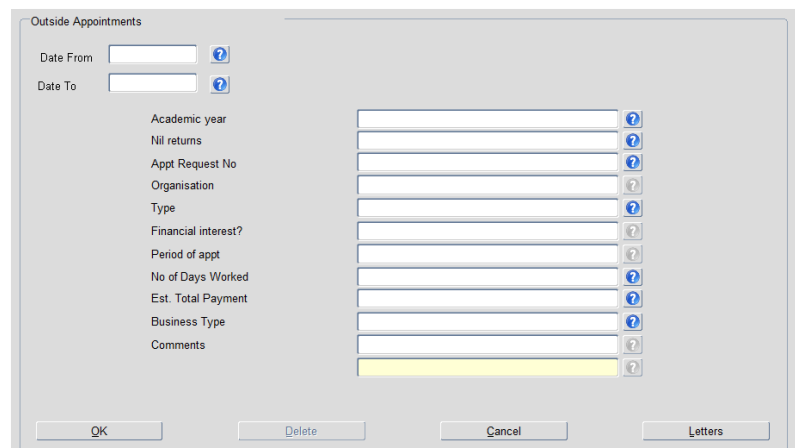 Outside Appointments
Date From
Date To
Academic year
Nil returns
Appt Request No
Organisation
Type
Financial interest?
Period of appt
No of Days Worked
Est. Total Payment
Business Type
Comments
OK Delete Cancel Letters